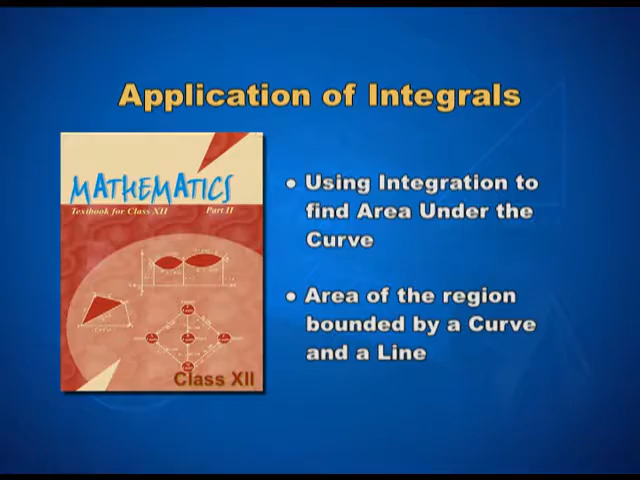 Application of Integrals
MATHEMATICS
Textbook for Class XII Part II
Class XII
• Using Integration to
find Area Under the
Curve
• Area of the region
bounded by a Curve
and a Line